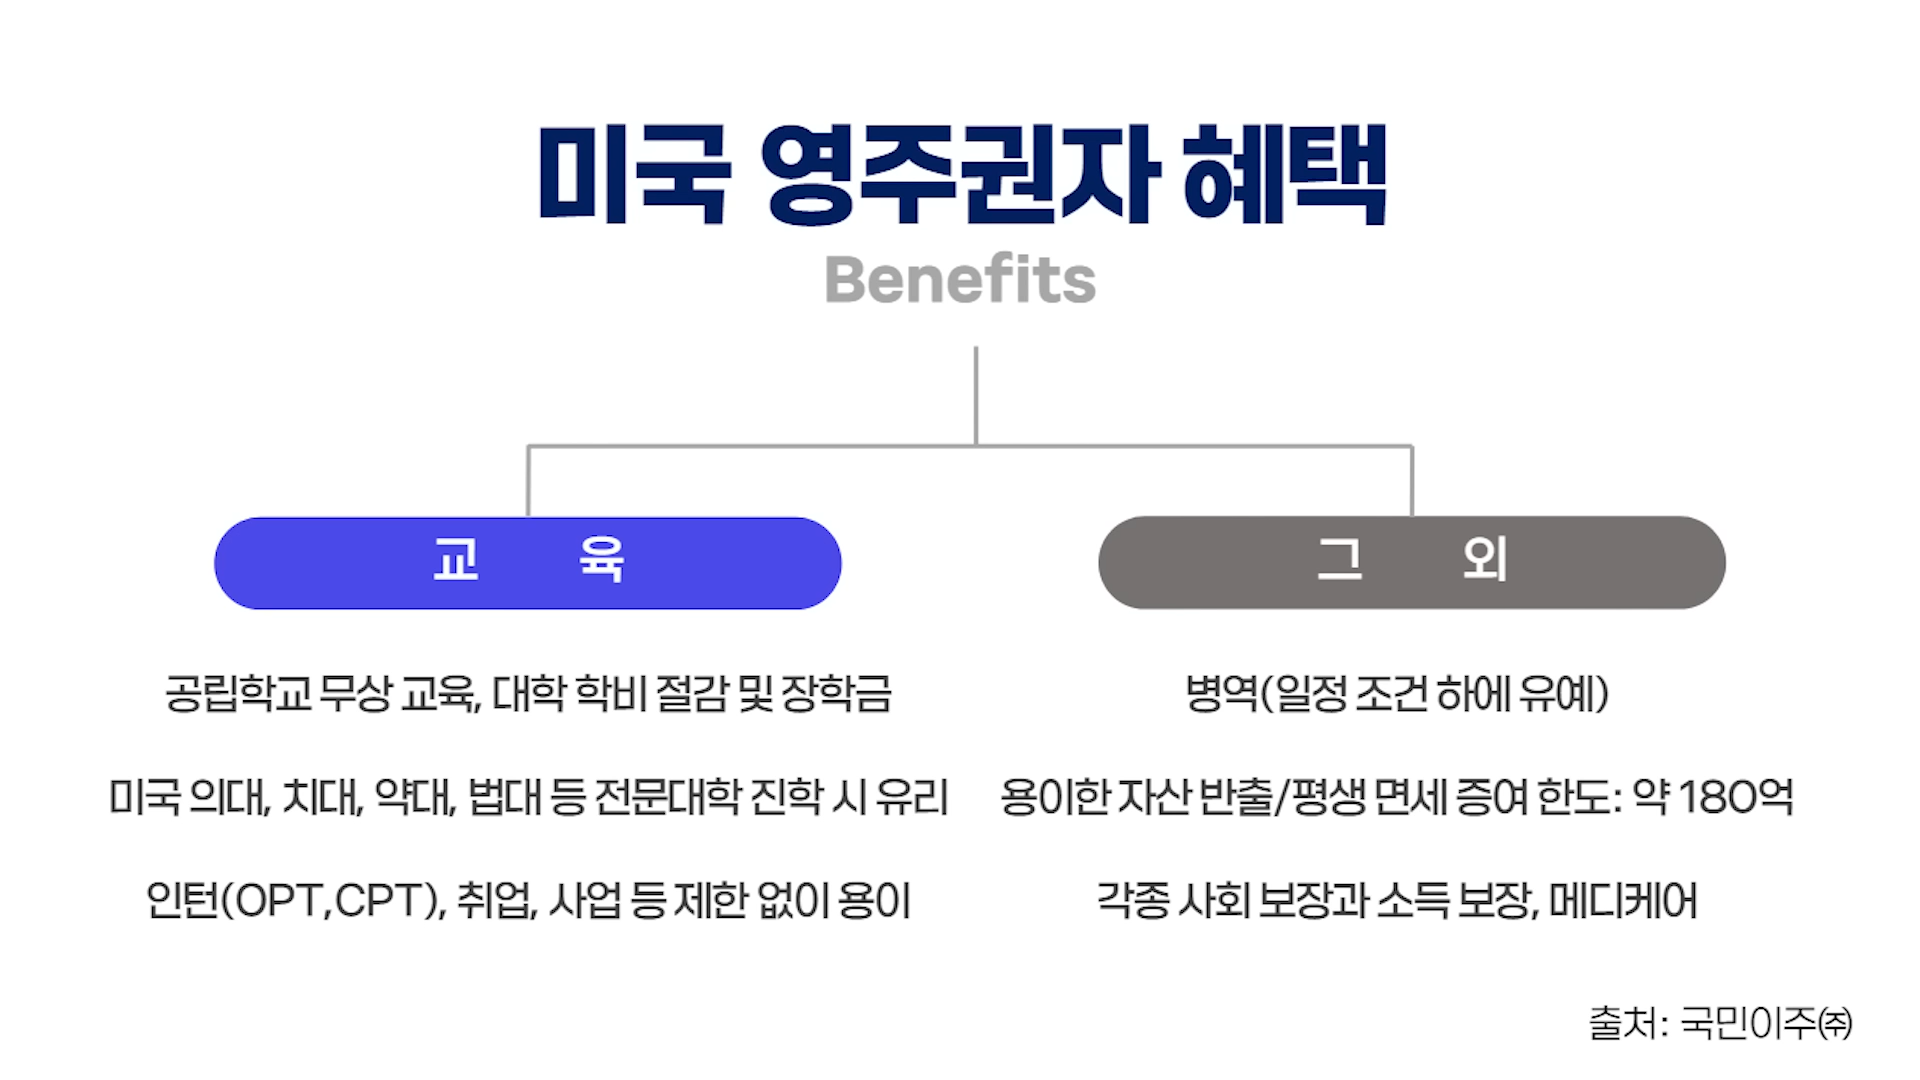 미국 영주권자 혜택
Benefits
교 육
공립학교 무상 교육, 대학 학비 절감 및 장학금
미국 의대, 치대, 약대, 법대 등 전문대학 진학 시 유리
인턴(OPT,CPT), 취업, 사업 등 제한 없이 용이
그 외
병역(일정 조건 하에 유예)
용이한 자산 반출/평생 면세 증여 한도: 약 180억
각종 사회 보장과 소득 보장, 메디케어
출처: 국민이주㈜